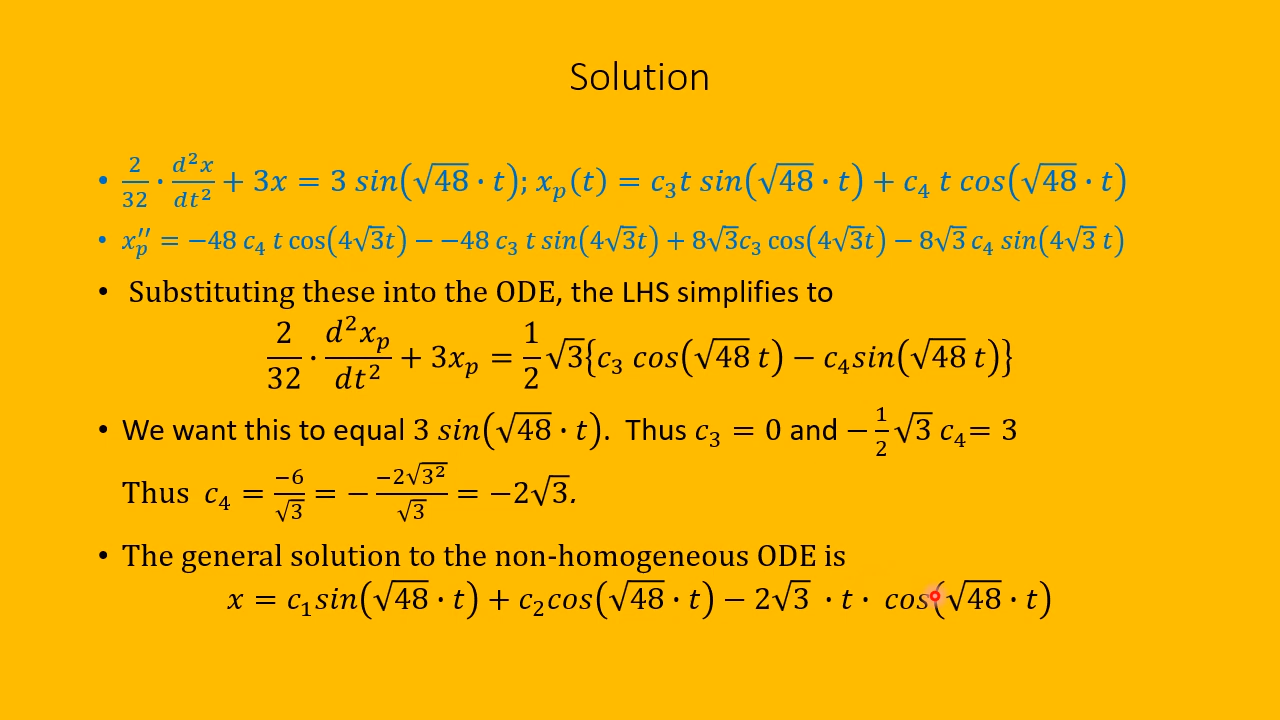 Solution
• 2/32 · d²x/dt² + 3x = 3 sin(√48 · t); xₚ(t) = c₃t sin(√48 · t) + c₄ t cos(√48 · t)
• xₚ″ = −48 c₄ t cos(4√3t) − −48 c₃ t sin(4√3t) + 8√3c₃ cos(4√3t) − 8√3 c₄ sin(4√3 t)
• Substituting these into the ODE, the LHS simplifies to
2/32 · d²xₚ/dt² + 3xₚ = 1/2 √3{c₃ cos(√48 t) − c₄sin(√48 t)}
• We want this to equal 3 sin(√48 · t). Thus c₃ = 0 and −1/2 √3 c₄= 3
Thus c₄ = −6/√3 = − −2√3²/√3 = −2√3.
• The general solution to the non-homogeneous ODE is
x = c₁sin(√48 · t) + c₂cos(√48 · t) − 2√3 · t · cos(√48 · t)